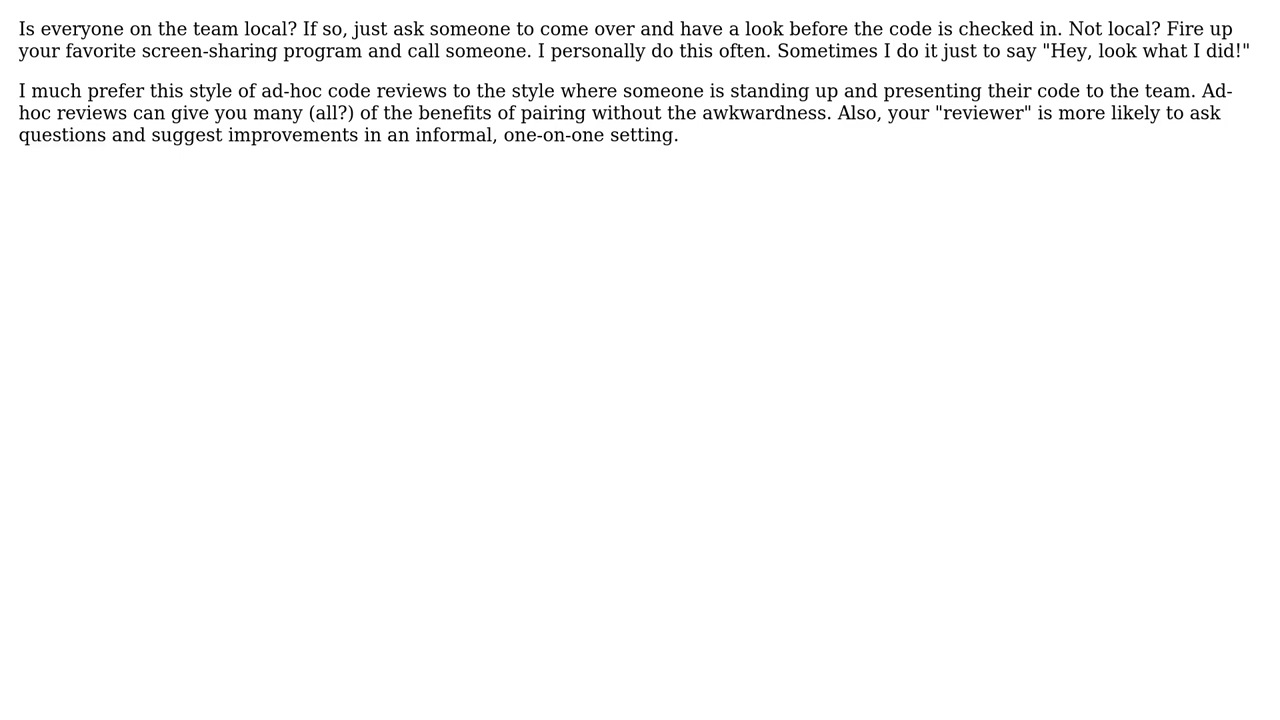 Is everyone on the team local? If so, just ask someone to come over and have a look before the code is checked in. Not local? Fire up
your favorite screen-sharing program and call someone. I personally do this often. Sometimes I do it just to say "Hey, look what I did!"
I much prefer this style of ad-hoc code reviews to the style where someone is standing up and presenting their code to the team. Ad-
hoc reviews can give you many (all?) of the benefits of pairing without the awkwardness. Also, your "reviewer" is more likely to ask
questions and suggest improvements in an informal, one-on-one setting.